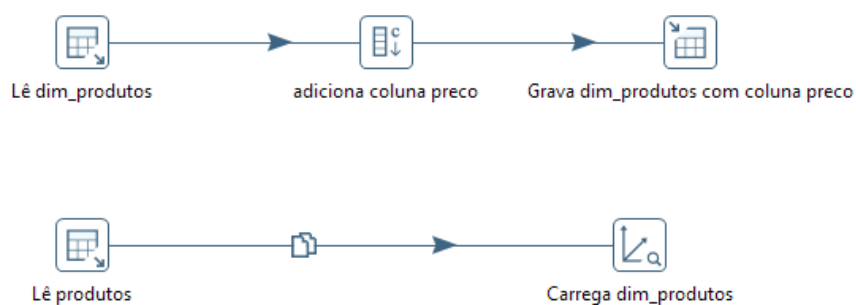 Lê dim_produtos
adiciona coluna preco
Grava dim_produtos com coluna preco
Lê produtos
Carrega dim_produtos